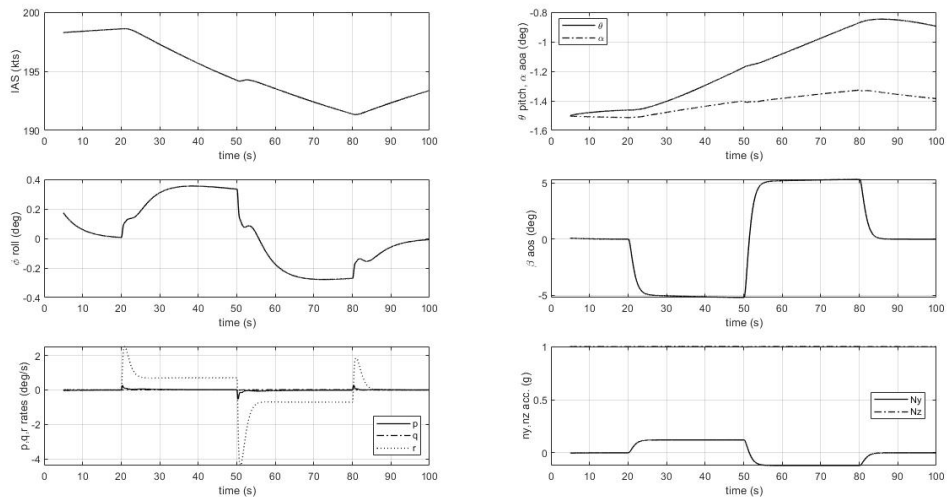 200
195
190
IAS (kts)
0 10 20 30 40 50 60 70 80 90 100
time (s)
-0.8
-1
-1.2
-1.4
-1.6
θ pitch, α aoa (deg)
θ
α
0 10 20 30 40 50 60 70 80 90 100
time (s)
0.4
0.2
0
-0.2
-0.4
ϕ roll (deg)
0 10 20 30 40 50 60 70 80 90 100
time (s)
5
0
-5
β aos (deg)
0 10 20 30 40 50 60 70 80 90 100
time (s)
2
0
-2
-4
p,q,r rates (deg/s)
p
q
r
0 10 20 30 40 50 60 70 80 90 100
time (s)
1
0.5
0
ny,nz acc. (g)
Ny
Nz
0 10 20 30 40 50 60 70 80 90 100
time (s)